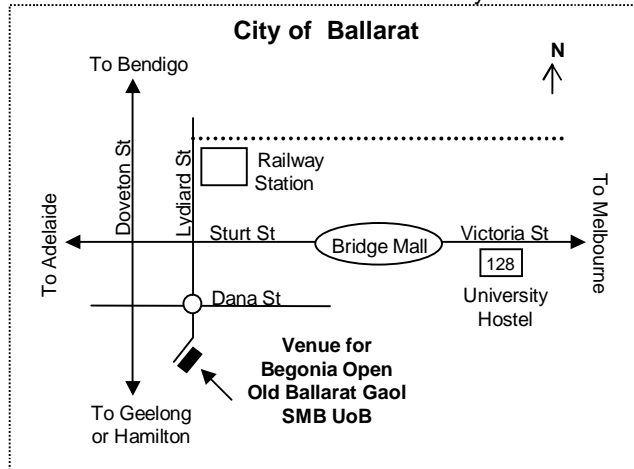 City of Ballarat
To Bendigo
N
Doveton St
Lydiard St
Railway
Station
To Adelaide
Sturt St
Bridge Mall
Victoria St
To Melbourne
128
University
Hostel
Dana St
Venue for
Begonia Open
Old Ballarat Gaol
SMB UoB
To Geelong
or Hamilton